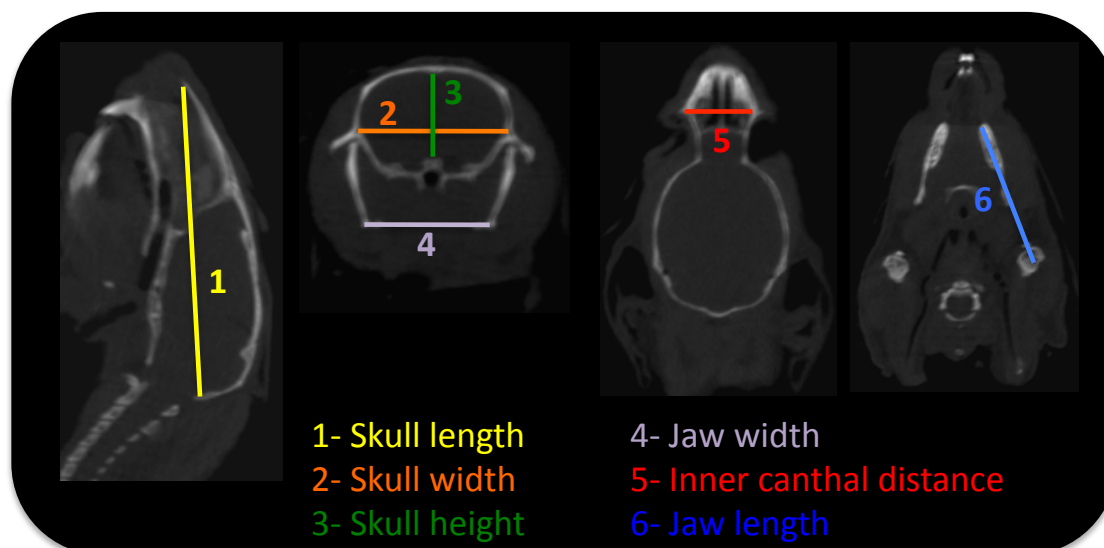 1
2
3
4
5
6
1- Skull length
2- Skull width
3- Skull height
4- Jaw width
5- Inner canthal distance
6- Jaw length